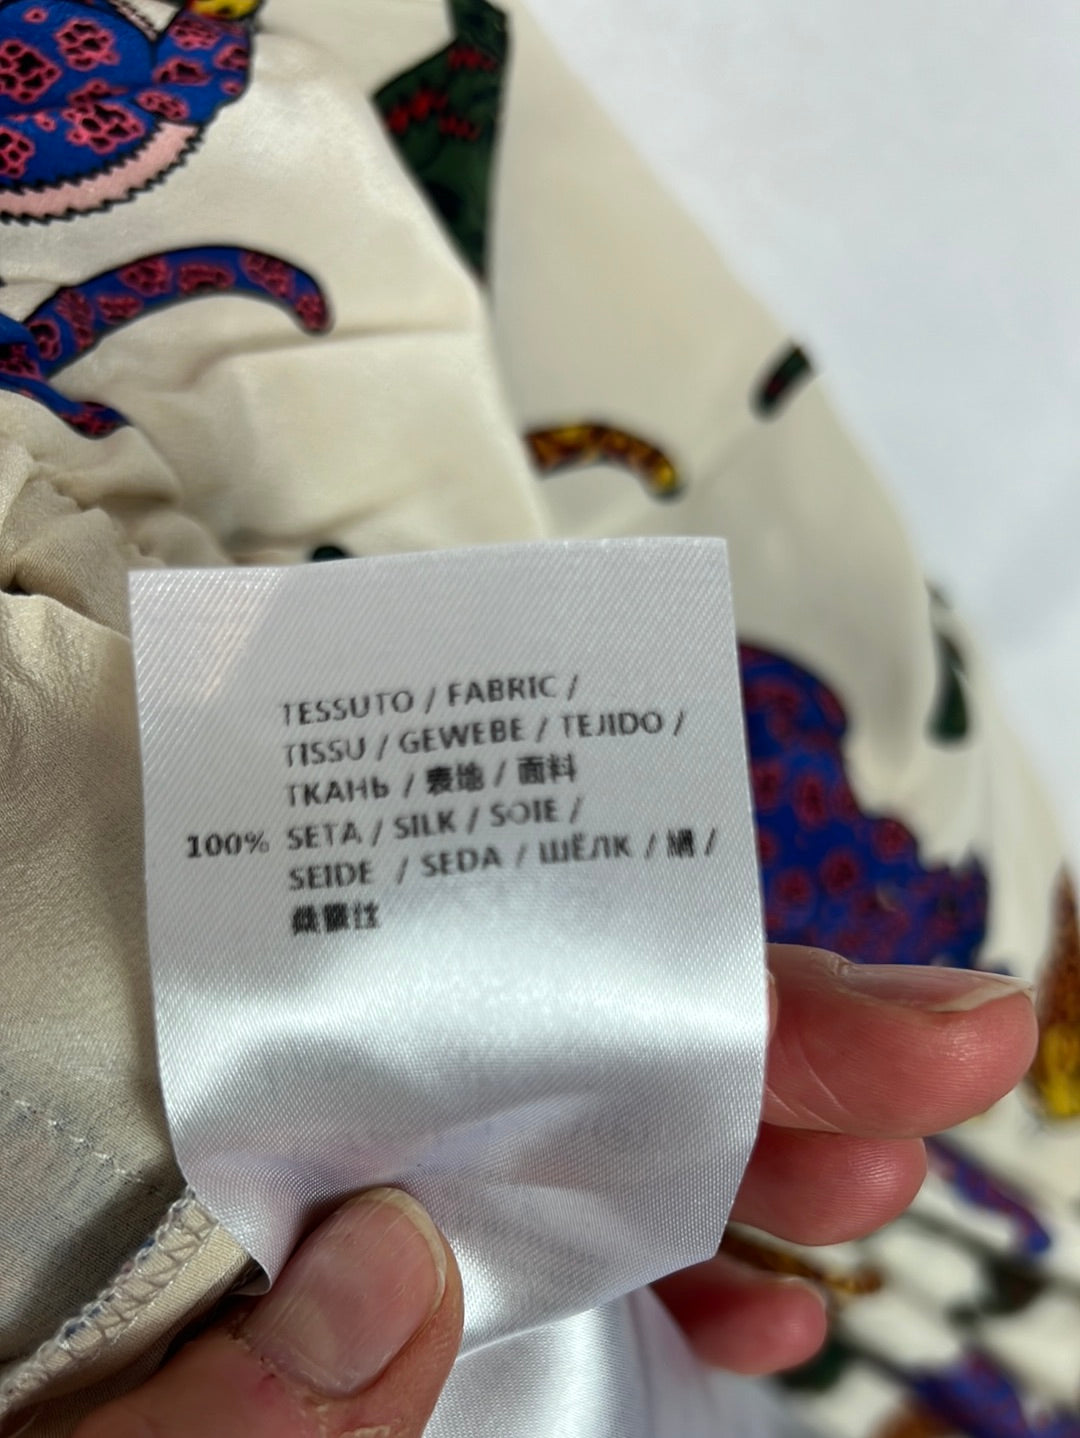 TESSUTO / FABRIC /
TISSU / GEWEBE / TEJIDO /
ТКАНЬ / 表地 / 面料
100% SETA / SILK / SOIE /
SEIDE / SEDA / ШЁЛК / 絹 /